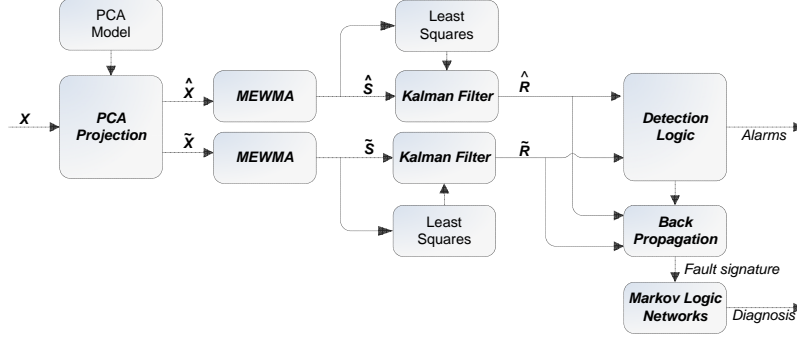 PCA
Model
Least
Squares
X
PCA
Projection
X̂
MEWMA
Ŝ
Kalman Filter
R̂
Detection
Logic
Alarms
X̃
MEWMA
S̃
Kalman Filter
R̃
Least
Squares
Back
Propagation
Fault signature
Markov Logic
Networks
Diagnosis